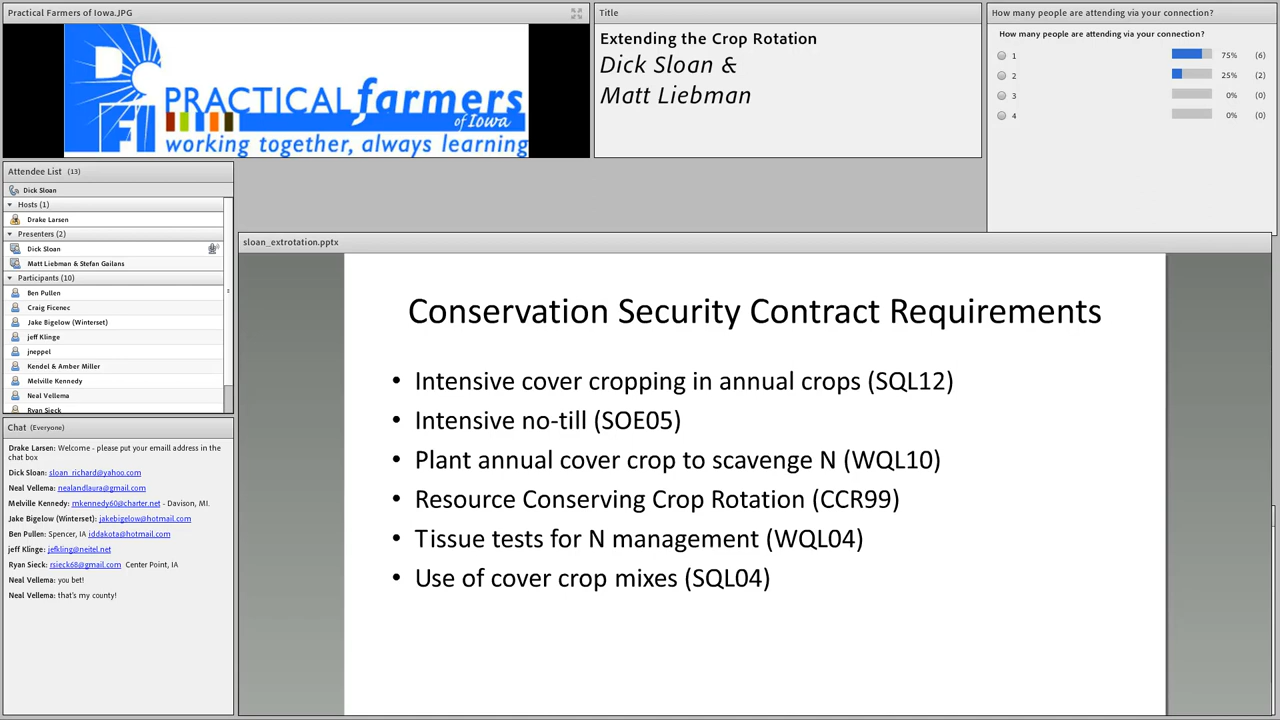 Practical Farmers of Iowa.JPG
PRACTICAL farmers
of Iowa
PFI
working together, always learning
Title
Extending the Crop Rotation
Dick Sloan &
Matt Liebman
How many people are attending via your connection?
How many people are attending via your connection?
1 75% (6)
2 25% (2)
3 0% (0)
4 0% (0)
Attendee List (13)
Dick Sloan
Hosts (1)
Drake Larsen
Presenters (2)
Dick Sloan
Matt Liebman & Stefan Gailans
Participants (10)
Ben Pullen
Craig Ficenec
Jake Bigelow (Winterset)
jeff Klinge
jneppel
Kendel & Amber Miller
Melville Kennedy
Neal Vellema
Ryan Sieck
Chat (Everyone)
Drake Larsen: Welcome - please put your emaill address in the
chat box
Dick Sloan: sloan_richard@yahoo.com
Neal Vellema: nealandlaura@gmail.com
Melville Kennedy: mkennedy60@charter.net - Davison, MI.
Jake Bigelow (Winterset): jakebigelow@hotmail.com
Ben Pullen: Spencer, IA iddakota@hotmail.com
jeff Klinge: jefkling@neitel.net
Ryan Sieck: rsieck68@gmail.com Center Point, IA
Neal Vellema: you bet!
Neal Vellema: that's my county!
sloan_extrotation.pptx
Conservation Security Contract Requirements
• Intensive cover cropping in annual crops (SQL12)
• Intensive no-till (SOE05)
• Plant annual cover crop to scavenge N (WQL10)
• Resource Conserving Crop Rotation (CCR99)
• Tissue tests for N management (WQL04)
• Use of cover crop mixes (SQL04)